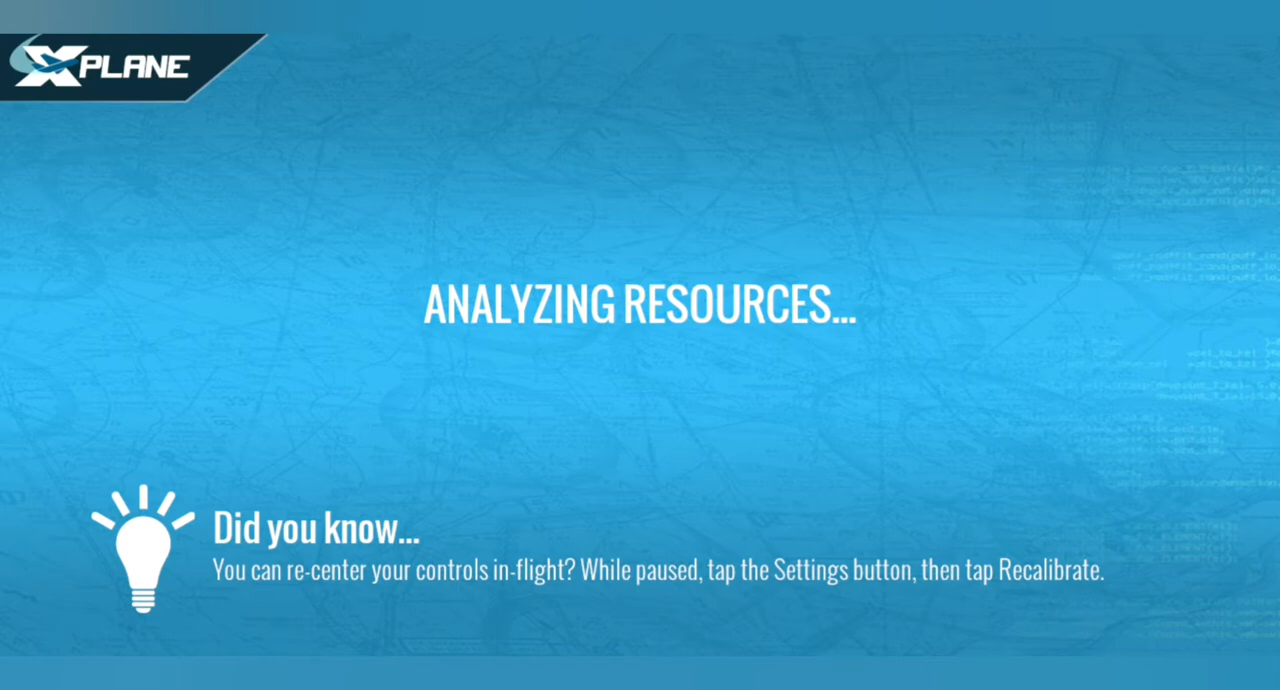 X PLANE
ANALYZING RESOURCES...
Did you know...
You can re-center your controls in-flight? While paused, tap the Settings button, then tap Recalibrate.